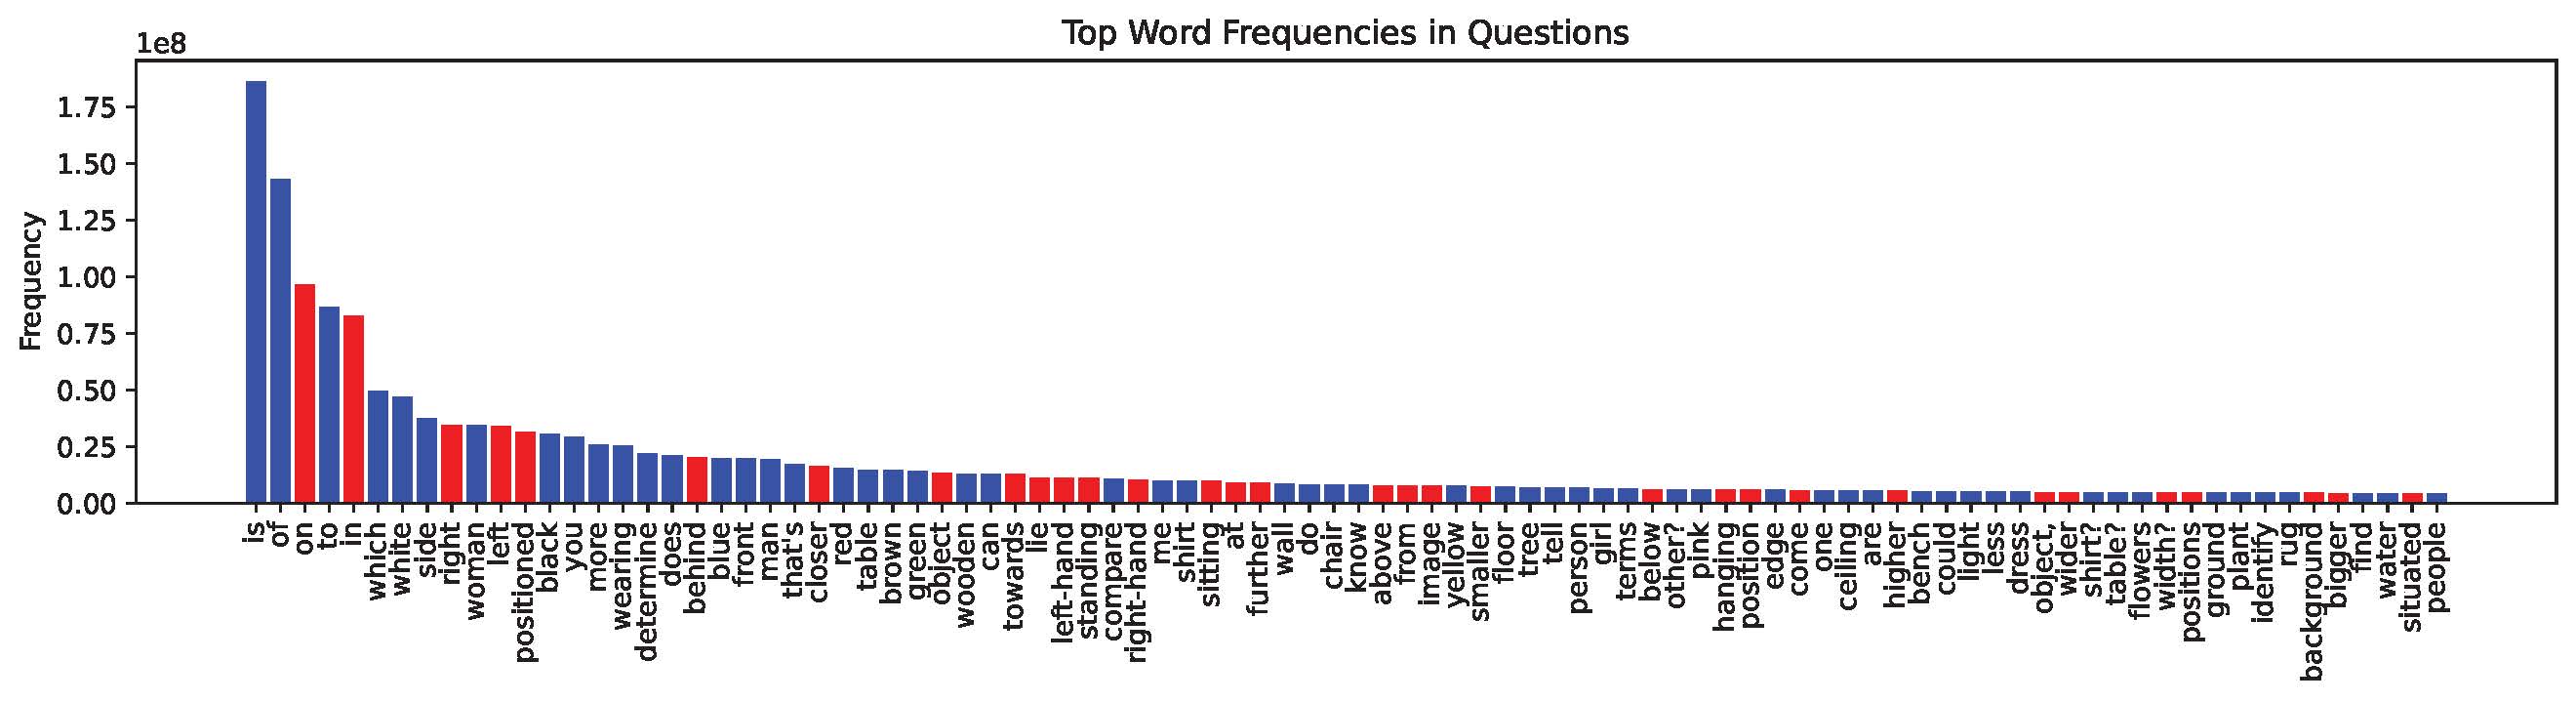 Top Word Frequencies in Questions
1e8
1.75
1.50
1.25
1.00
0.75
0.50
0.25
0.00
Frequency
is
of
on
to
in
which
white
side
right
woman
left
positioned
black
you
more
wearing
determine
does
behind
blue
front
man
that's
closer
red
table
brown
green
object
wooden
can
towards
lie
left-hand
standing
compare
right-hand
me
shirt
sitting
at
further
wall
do
chair
know
above
from
image
yellow
smaller
floor
tree
tell
person
girl
terms
below
other?
pink
hanging
position
edge
come
one
ceiling
are
higher
bench
could
light
less
dress
object,
wider
shirt?
table?
flowers
width?
positions
ground
plant
identify
rug
background
bigger
find
water
situated
people